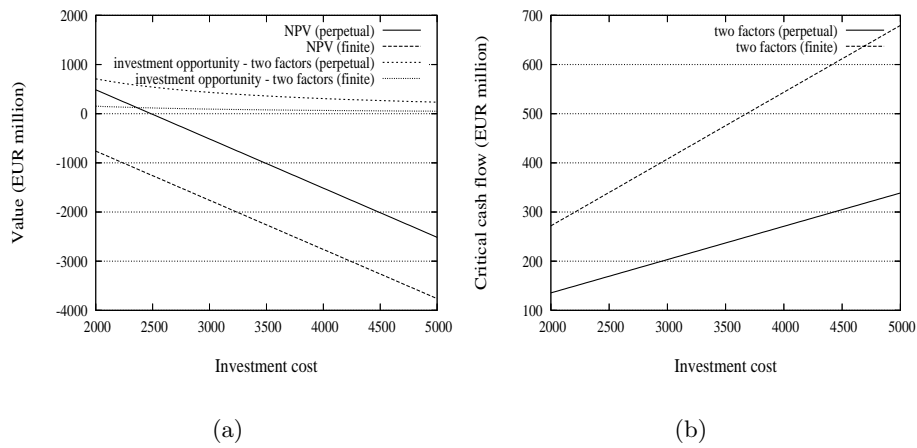 NPV (perpetual)
NPV (finite)
investment opportunity - two factors (perpetual)
investment opportunity - two factors (finite)
1000
0
-1000
-2000
-3000
-4000
Value (EUR million)
2000 2500 3000 3500 4000 4500 5000
Investment cost
(a)
two factors (perpetual)
two factors (finite)
700
600
500
400
300
200
100
Critical cash flow (EUR million)
2000 2500 3000 3500 4000 4500 5000
Investment cost
(b)